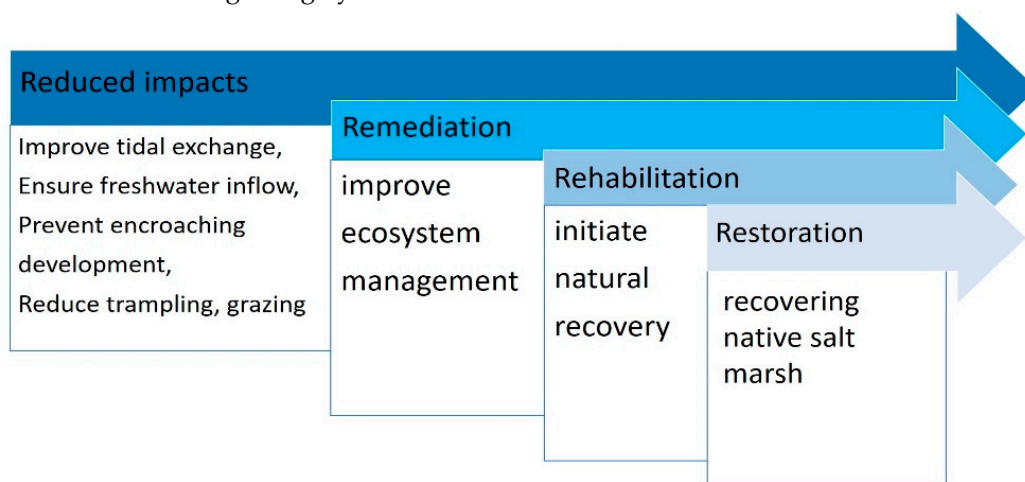 Reduced impacts
Improve tidal exchange,
Ensure freshwater inflow,
Prevent encroaching
development,
Reduce trampling, grazing
Remediation
improve
ecosystem
management
Rehabilitation
initiate
natural
recovery
Restoration
recovering
native salt
marsh